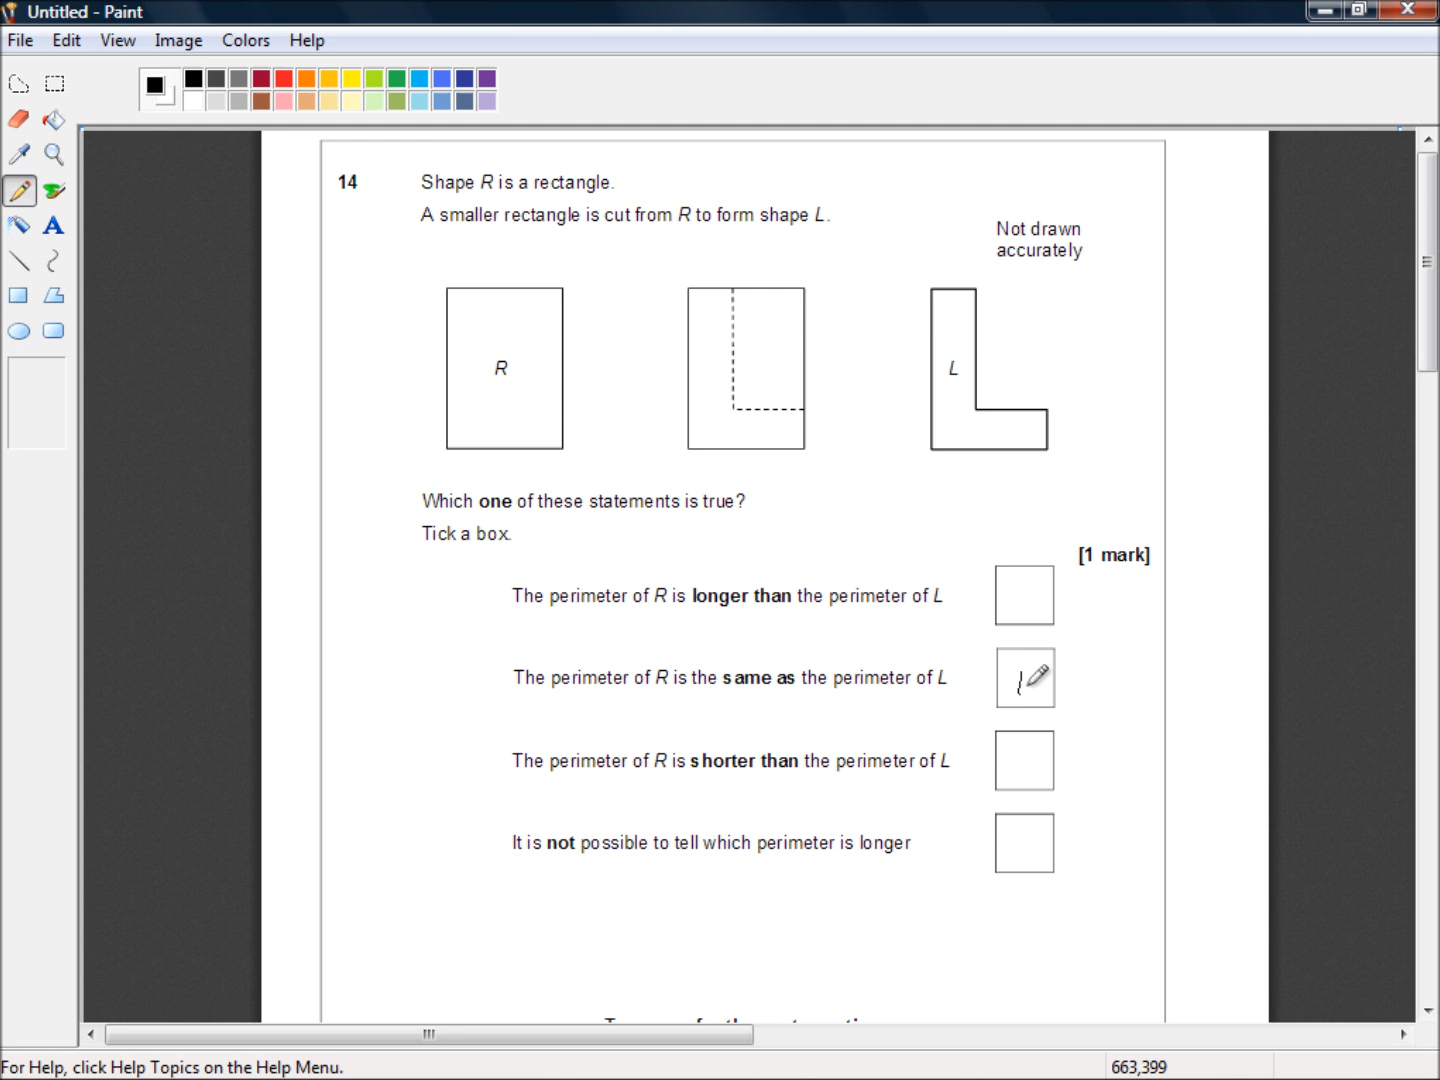 Untitled - Paint
File Edit View Image Colors Help
14 Shape R is a rectangle.
A smaller rectangle is cut from R to form shape L.
Not drawn
accurately
R
L
Which one of these statements is true?
Tick a box.
[1 mark]
The perimeter of R is longer than the perimeter of L
The perimeter of R is the same as the perimeter of L
The perimeter of R is shorter than the perimeter of L
It is not possible to tell which perimeter is longer
For Help, click Help Topics on the Help Menu.
663,399